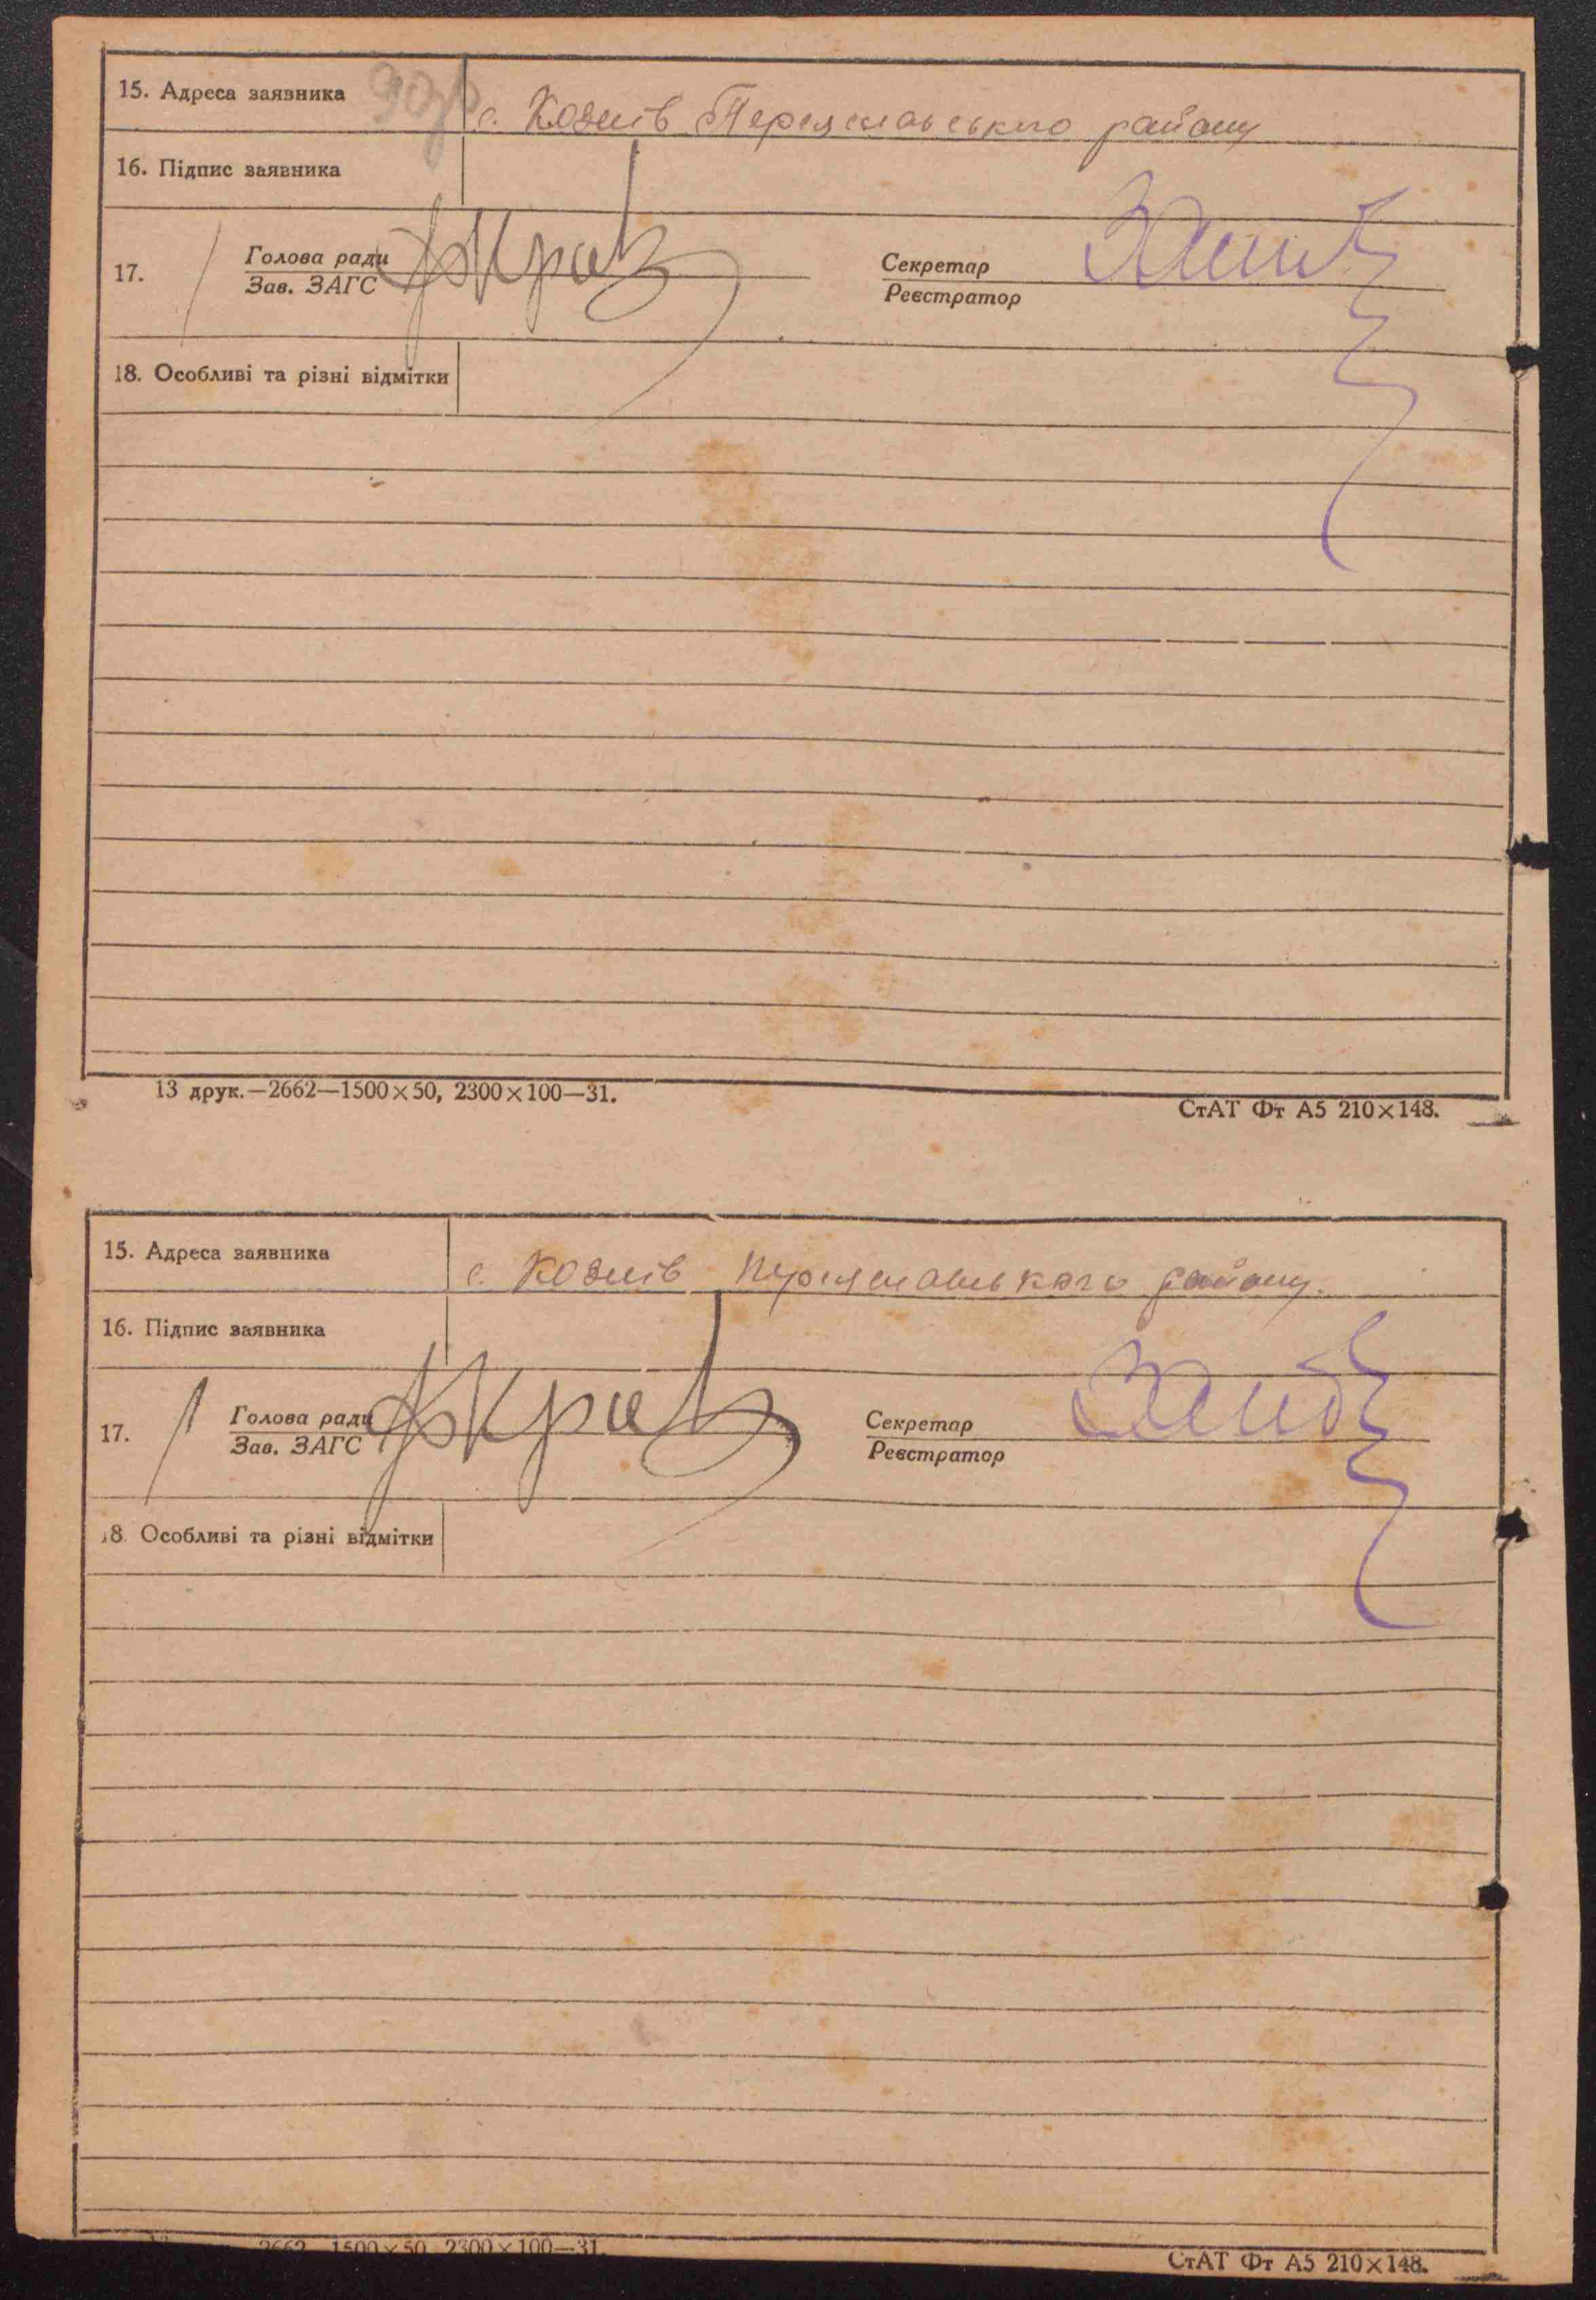 15. Адреса заявника 90зв
с. Козлів Переяславського району
16. Підпис заявника
17. Голова ради
Зав. ЗАГС
Секретар
Реєстратор
18. Особливі та різні відмітки
13 друк.—2662—1500×50, 2300×100—31.
СтАТ Фт А5 210×148.
15. Адреса заявника
с. Козлів Переяславського району.
16. Підпис заявника
17. Голова ради
Зав. ЗАГС
Секретар
Реєстратор
18. Особливі та різні відмітки
2662—1500×50, 2300×100—31.
СтАТ Фт А5 210×148.